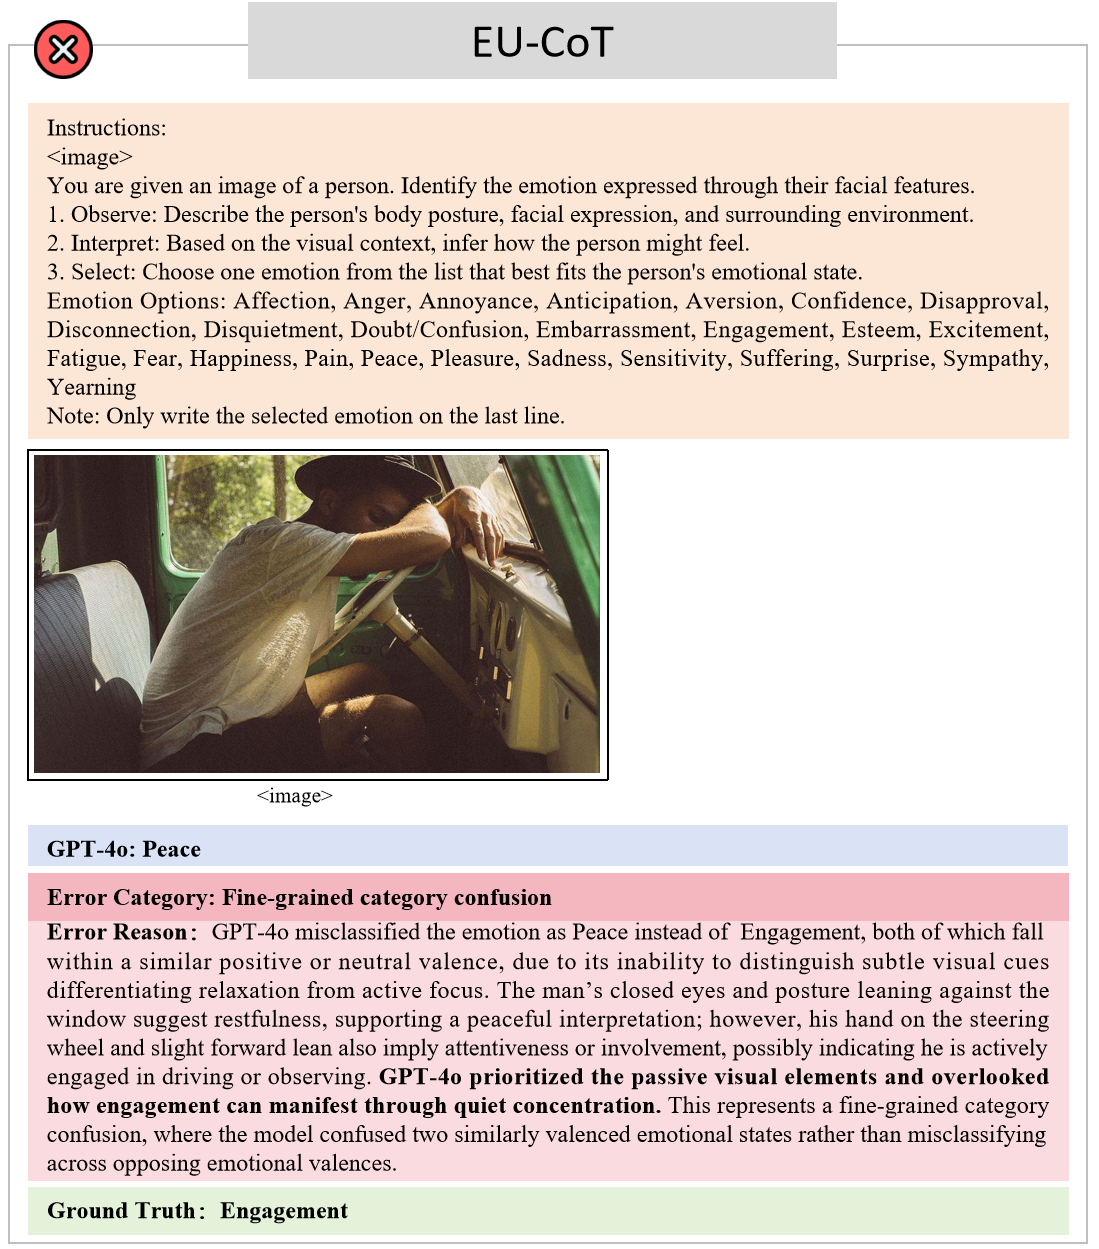 EU-CoT
Instructions:
<image>
You are given an image of a person. Identify the emotion expressed through their facial features.
1. Observe: Describe the person's body posture, facial expression, and surrounding environment.
2. Interpret: Based on the visual context, infer how the person might feel.
3. Select: Choose one emotion from the list that best fits the person's emotional state.
Emotion Options: Affection, Anger, Annoyance, Anticipation, Aversion, Confidence, Disapproval,
Disconnection, Disquietment, Doubt/Confusion, Embarrassment, Engagement, Esteem, Excitement,
Fatigue, Fear, Happiness, Pain, Peace, Pleasure, Sadness, Sensitivity, Suffering, Surprise, Sympathy,
Yearning
Note: Only write the selected emotion on the last line.
<image>
GPT-4o: Peace
Error Category: Fine-grained category confusion
Error Reason： GPT-4o misclassified the emotion as Peace instead of Engagement, both of which fall
within a similar positive or neutral valence, due to its inability to distinguish subtle visual cues
differentiating relaxation from active focus. The man’s closed eyes and posture leaning against the
window suggest restfulness, supporting a peaceful interpretation; however, his hand on the steering
wheel and slight forward lean also imply attentiveness or involvement, possibly indicating he is actively
engaged in driving or observing. GPT-4o prioritized the passive visual elements and overlooked
how engagement can manifest through quiet concentration. This represents a fine-grained category
confusion, where the model confused two similarly valenced emotional states rather than misclassifying
across opposing emotional valences.
Ground Truth： Engagement